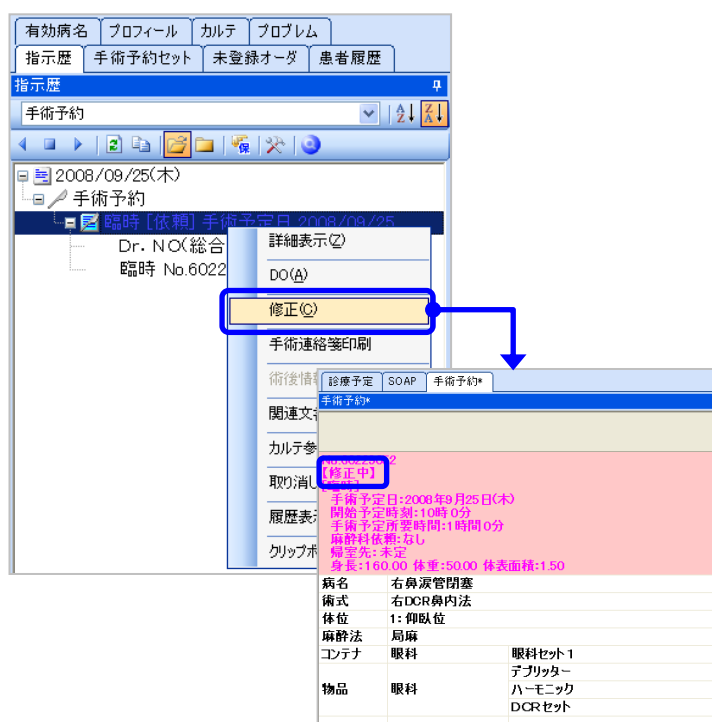 有効病名 プロフィール カルテ プロブレム
指示歴 手術予約セット 未登録オーダ 患者履歴
指示歴
手術予約
2008/09/25(木)
手術予約
臨時 [依頼] 手術予定日 2008/09/25
Dr. NO(総合
臨時 No.6022
詳細表示(Z)
DO(A)
修正(C)
手術連絡箋印刷
術後情
関連文
カルテ参
取り消し
履歴表
クリップボ
診療予定 SOAP 手術予約*
手術予約*
【修正中】
[臨時]
手術予定日:2008年9月25日(木)
開始予定時刻:10時0分
手術予定所要時間:1時間0分
麻酔科依頼:なし
帰室先:未定
身長:160.00 体重:50.00 体表面積:1.50
病名 右鼻涙管閉塞
術式 右DCR鼻内法
体位 1:仰臥位
麻酔法 局麻
コンテナ 眼科 眼科セット1
デブリッター
物品 眼科 ハーモニック
DCRセット